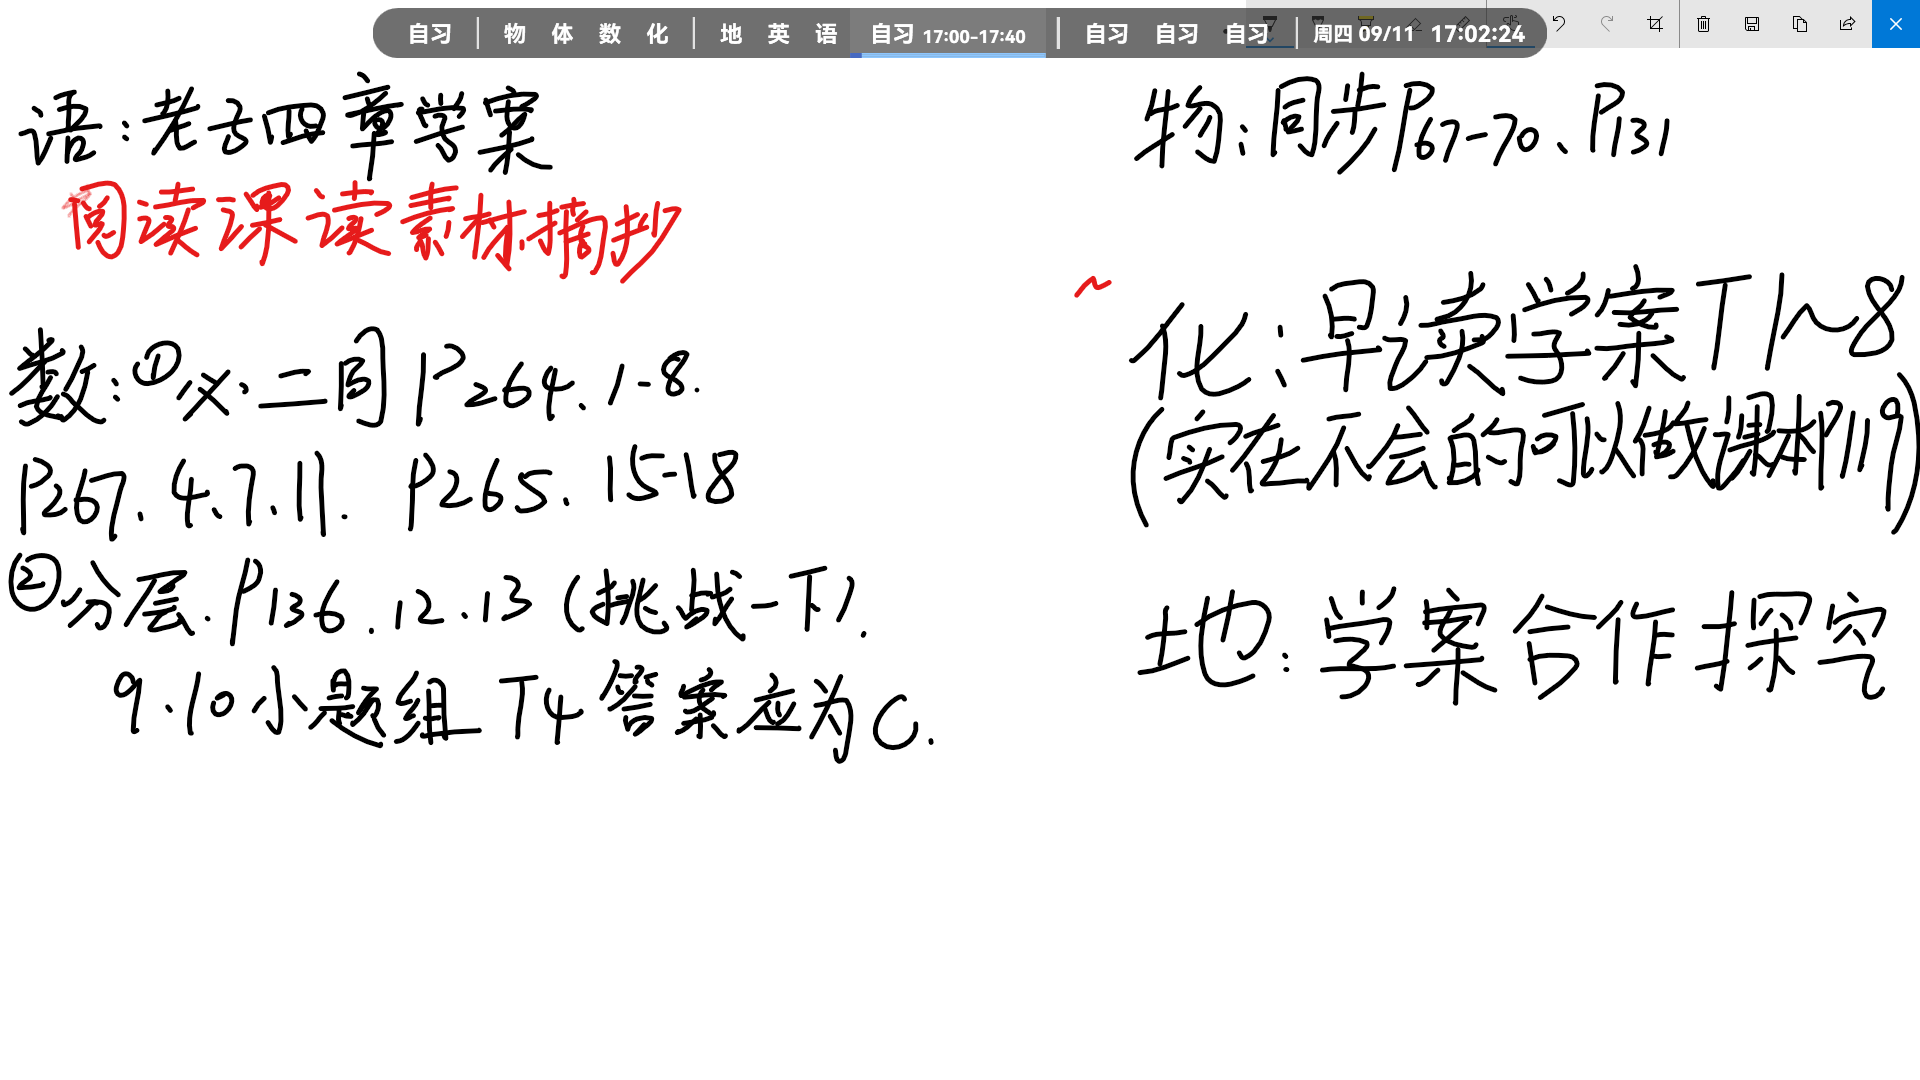 自习 | 物 体 数 化 | 地 英 语 自习 17:00-17:40 | 自习 自习 自习 | 周四 09/11 17:02:24
语:老子四章学案
阅读课读素材摘抄
数:①必二同 P264. 1-8.
P267. 4. 7. 11. P265. 15-18
②分层. P136. 12. 13 (挑战一下).
9.10小题组 T4 答案应为C.
物:同步P67-70、P131
化:早读学案T1~8
(实在不会的可以做课本P119)
地:学案合作探究